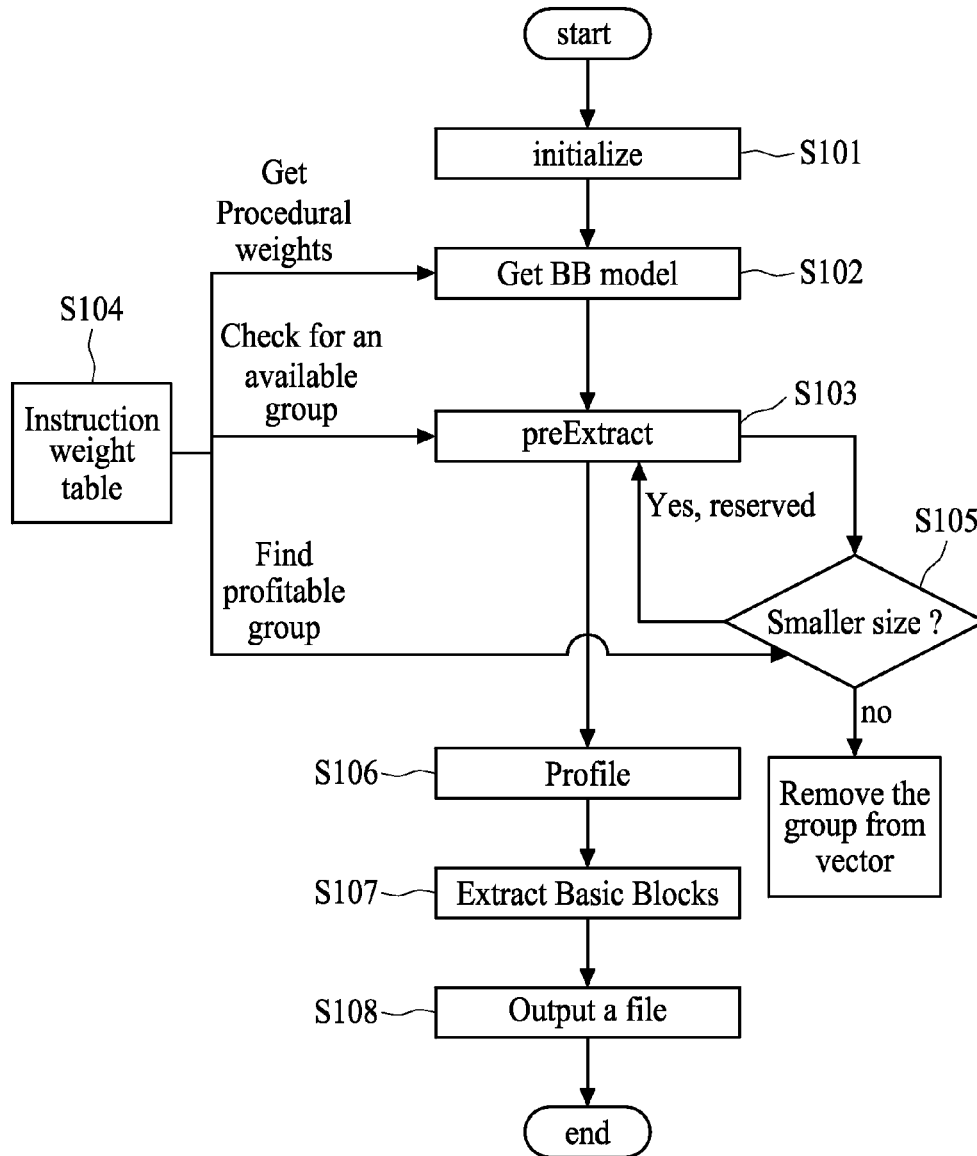 start
initialize
S101
Get
Procedural
weights
Get BB model
S102
S104
Check for an
available
group
S103
Instruction
weight
table
preExtract
Yes, reserved
S105
Find
profitable
group
Smaller size ?
no
S106
Profile
Remove the
group from
vector
S107
Extract Basic Blocks
S108
Output a file
end